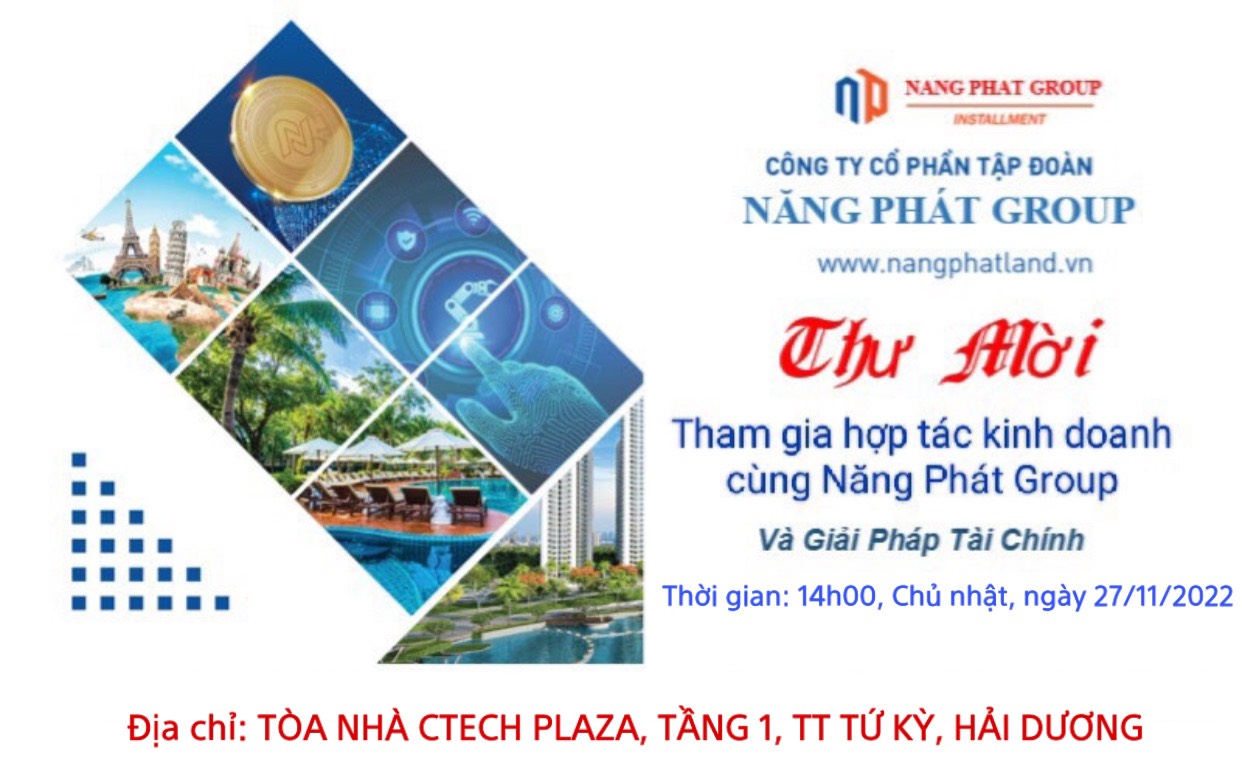 NANG PHAT GROUP
INSTALLMENT
CÔNG TY CỔ PHẦN TẬP ĐOÀN
NĂNG PHÁT GROUP
www.nangphatland.vn
Thư Mời
Tham gia hợp tác kinh doanh
cùng Năng Phát Group
Và Giải Pháp Tài Chính
Thời gian: 14h00, Chủ nhật, ngày 27/11/2022
Địa chỉ: TÒA NHÀ CTECH PLAZA, TẦNG 1, TT TỨ KỲ, HẢI DƯƠNG